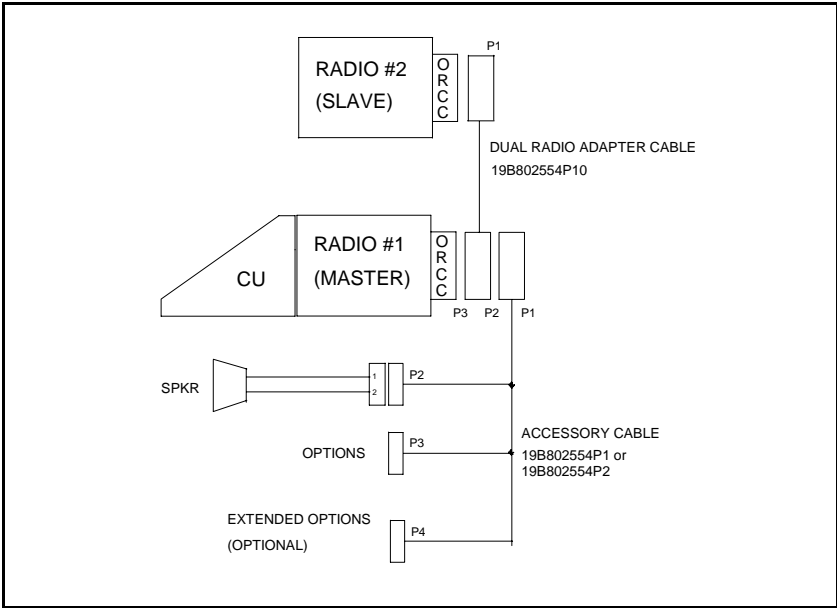 P1
RADIO #2
(SLAVE)
O
R
C
C
DUAL RADIO ADAPTER CABLE
19B802554P10
RADIO #1
(MASTER)
CU
O
R
C
C
P3 P2 P1
SPKR
1
2
P2
OPTIONS
P3
ACCESSORY CABLE
19B802554P1 or
19B802554P2
EXTENDED OPTIONS
(OPTIONAL)
P4